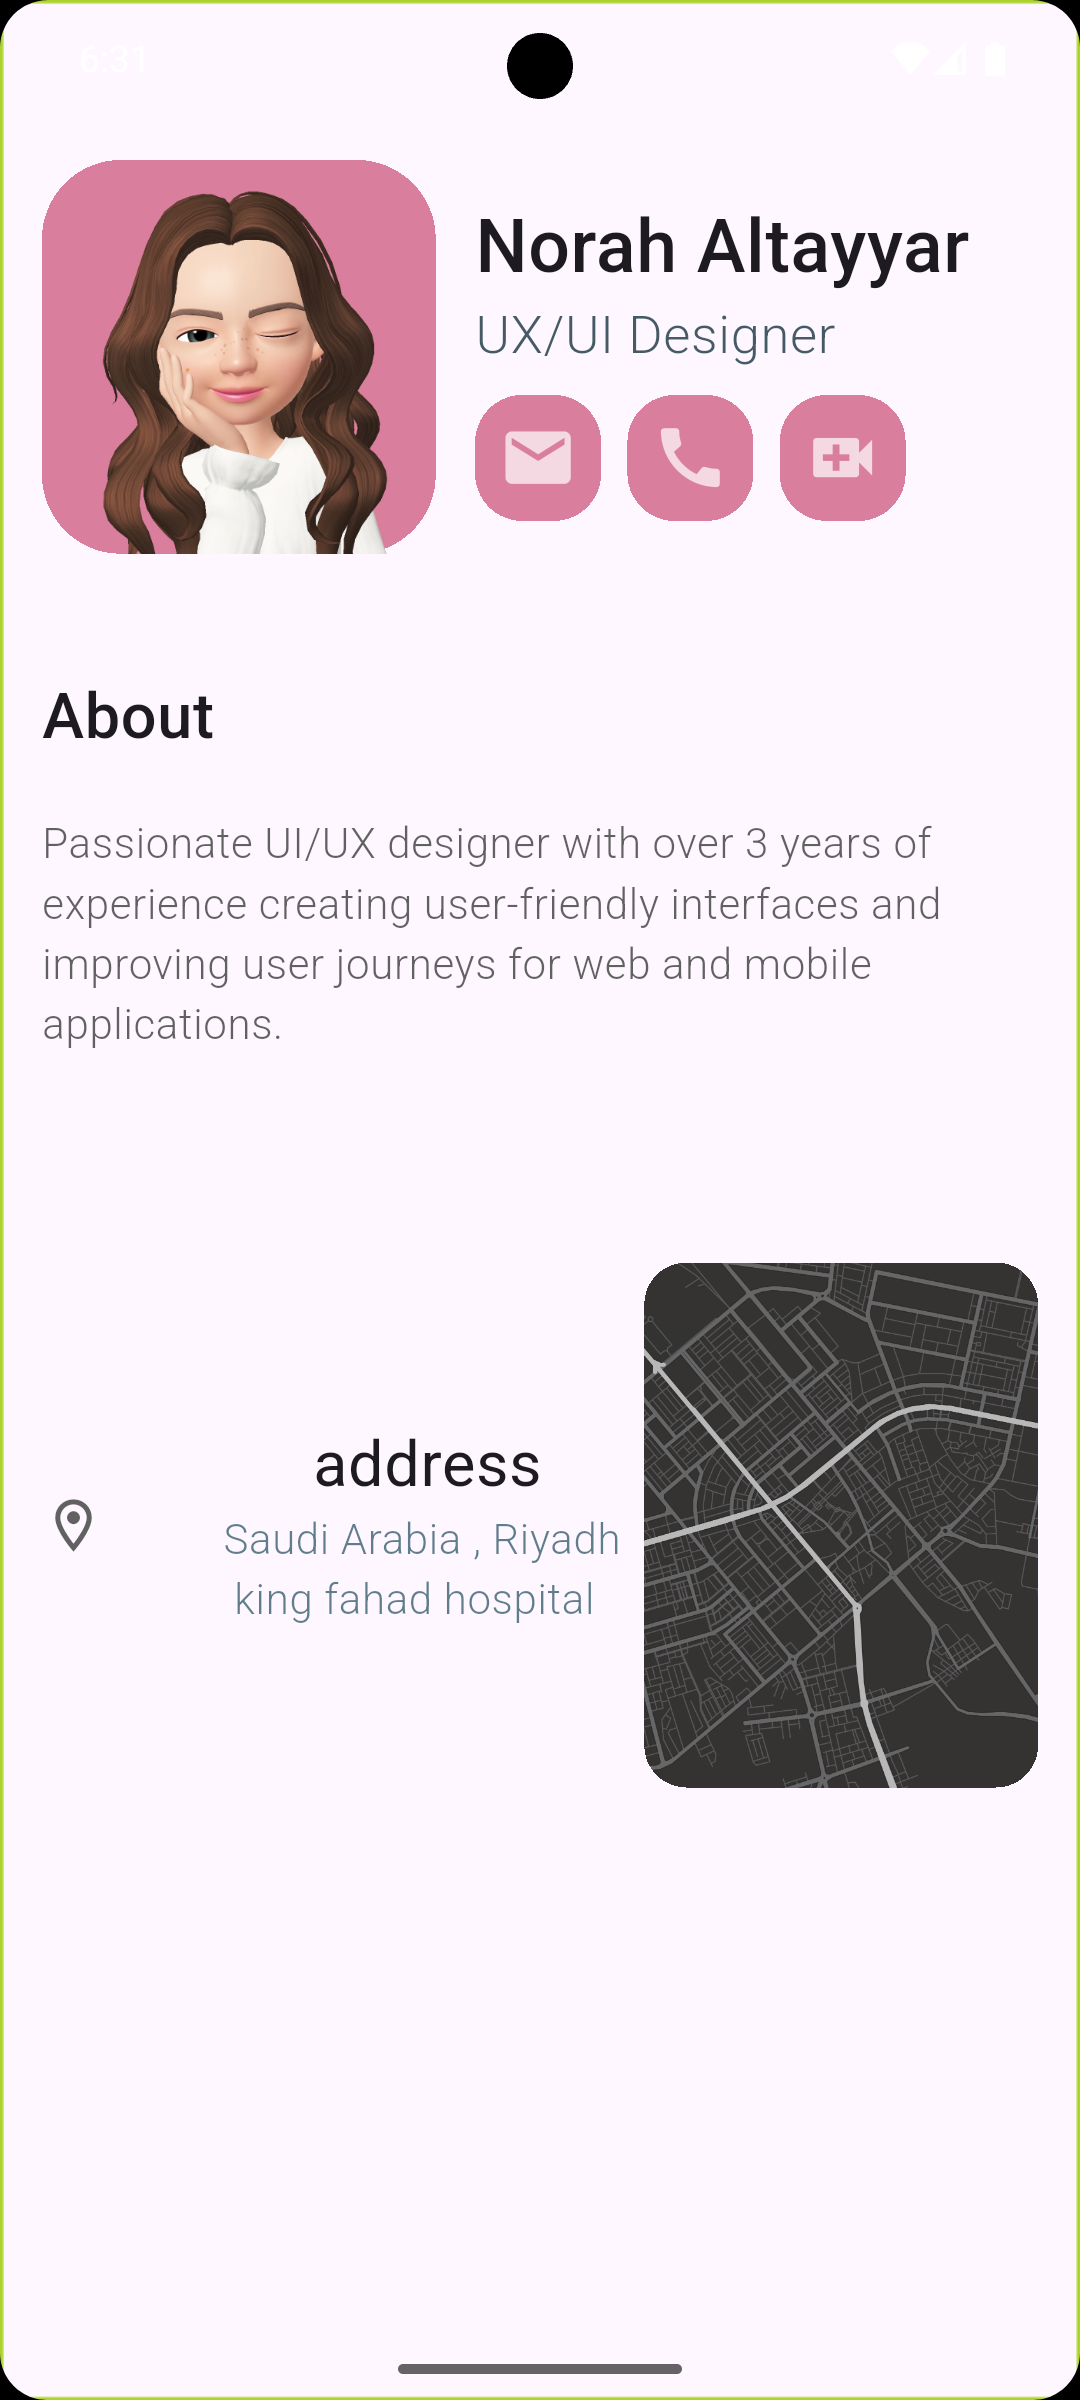 6:31
Norah Altayyar
UX/UI Designer
About
Passionate UI/UX designer with over 3 years of
experience creating user-friendly interfaces and
improving user journeys for web and mobile
applications.
address
Saudi Arabia , Riyadh
king fahad hospital